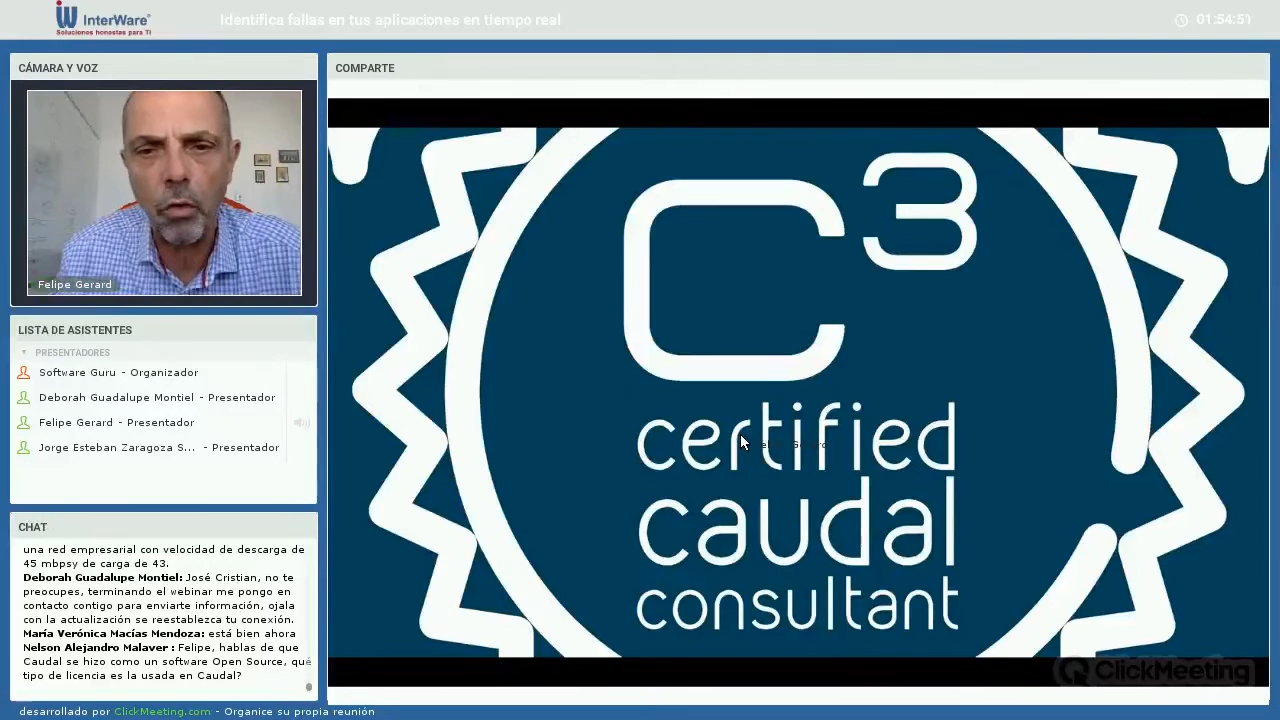 InterWare
Soluciones honestas para TI
Identifica fallas en tus aplicaciones en tiempo real
01:54:51
CÁMARA Y VOZ
Felipe Gerard
LISTA DE ASISTENTES
PRESENTADORES
Software Guru - Organizador
Deborah Guadalupe Montiel - Presentador
Felipe Gerard - Presentador
Jorge Esteban Zaragoza S... - Presentador
CHAT
una red empresarial con velocidad de descarga de
45 mbpsy de carga de 43.
Deborah Guadalupe Montiel: José Cristian, no te
preocupes, terminando el webinar me pongo en
contacto contigo para enviarte información, ojala
con la actualización se reestablezca tu conexión.
María Verónica Macías Mendoza: está bien ahora
Nelson Alejandro Malaver : Felipe, hablas de que
Caudal se hizo como un software Open Source, qué
tipo de licencia es la usada en Caudal?
COMPARTE
C3
certified
caudal
consultant
ClickMeeting
desarrollado por ClickMeeting.com - Organice su propia reunión